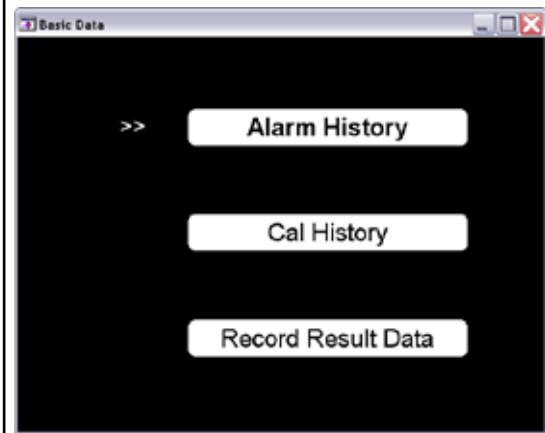 Basic Data
>> Alarm History
Cal History
Record Result Data